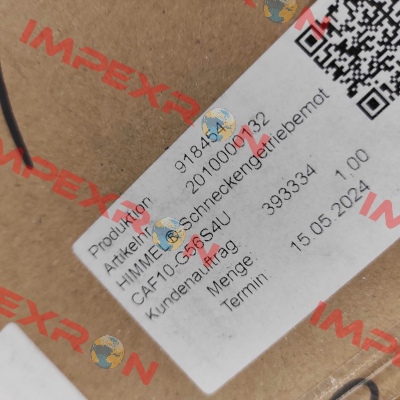 Produktion 918454
Artikelnr 2010000132
HIMMEL® Schneckengetriebemot
CAF10-G56S4U
Kundenauftrag 393334
Menge: 1,00
Termin 15.05.2024
IMPEXRON
IMPEXRON
IMPEXRON